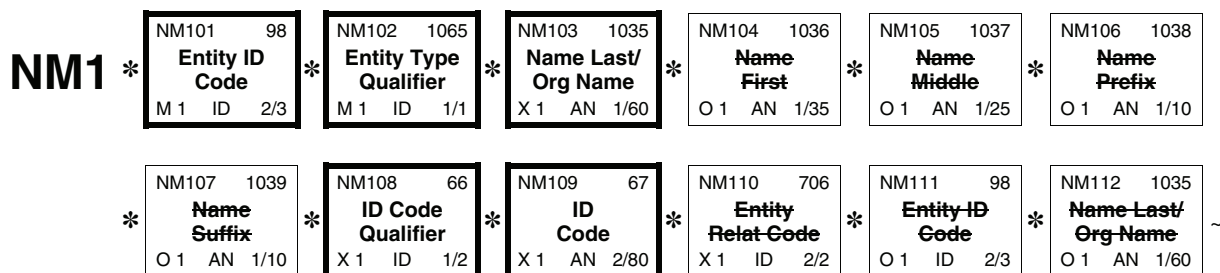 NM101 98 NM102 1065 NM103 1035 NM104 1036 NM105 1037 NM106 1038
NM1 * Entity ID Code * Entity Type Qualifier * Name Last/ Org Name * Name First * Name Middle * Name Prefix
M 1 ID 2/3 M 1 ID 1/1 X 1 AN 1/60 O 1 AN 1/35 O 1 AN 1/25 O 1 AN 1/10
NM107 1039 NM108 66 NM109 67 NM110 706 NM111 98 NM112 1035
* Name Suffix * ID Code Qualifier * ID Code * Entity Relat Code * Entity ID Code * Name Last/ Org Name ~
O 1 AN 1/10 X 1 ID 1/2 X 1 AN 2/80 X 1 ID 2/2 O 1 ID 2/3 O 1 AN 1/60